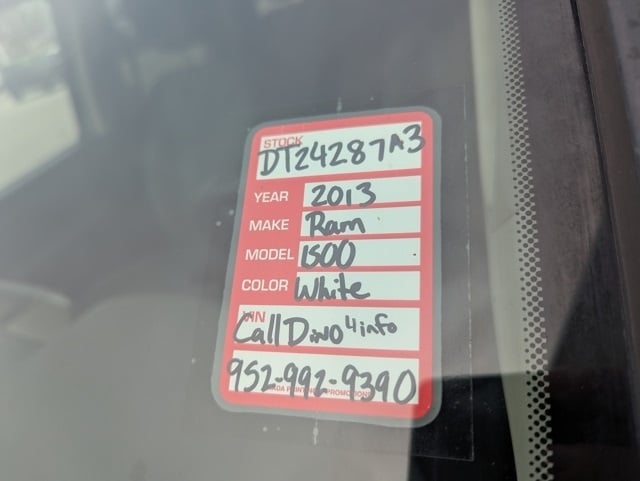 STOCK
DT24287A3
YEAR 2013
MAKE Ram
MODEL 1500
COLOR White
VIN
Call Dino 4 info
952-992-9390